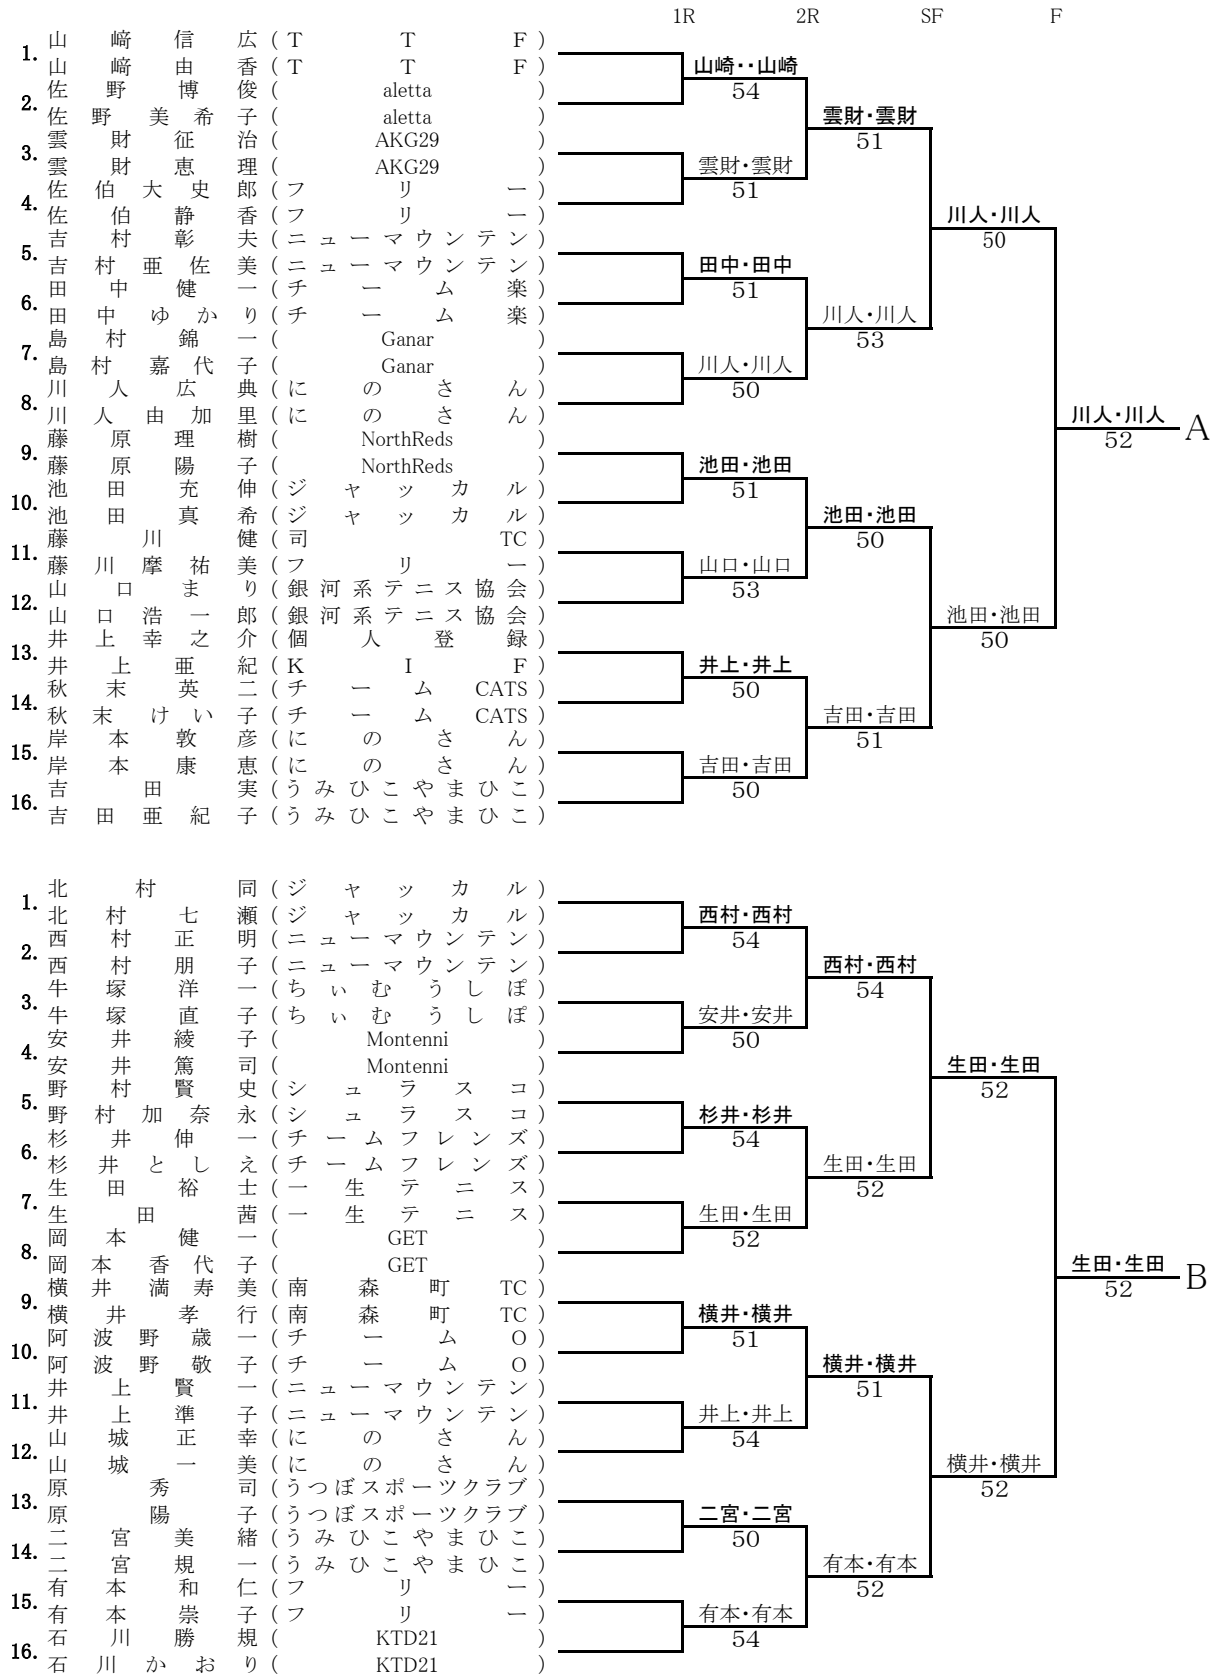 1R 2R SF F
1. 山﨑信広(TTF)
山﨑由香(TTF)
2. 佐野博俊(aletta)
佐野美希子(aletta)
3. 雲財征治(AKG29)
雲財恵理(AKG29)
4. 佐伯大史郎(フリー)
佐伯静香(フリー)
5. 吉村彰夫(ニューマウンテン)
吉村亜佐美(ニューマウンテン)
6. 田中健一(チーム楽)
田中ゆかり(チーム楽)
7. 島村錦一(Ganar)
島村嘉代子(Ganar)
8. 川人広典(にのさん)
川人由加里(にのさん)
9. 藤原理樹(NorthReds)
藤原陽子(NorthReds)
10. 池田充伸(ジャッカル)
池田真希(ジャッカル)
11. 藤川健(司TC)
藤川摩祐美(フリー)
12. 山口まり(銀河系テニス協会)
山口浩一郎(銀河系テニス協会)
13. 井上幸之介(個人登録)
井上亜紀(KIF)
14. 秋末英二(チームCATS)
秋末けい子(チームCATS)
15. 岸本敦彦(にのさん)
岸本康恵(にのさん)
16. 吉田実(うみひこやまひこ)
吉田亜紀子(うみひこやまひこ)
山崎・・山崎
54
雲財・雲財
51
田中・田中
51
川人・川人
50
池田・池田
51
山口・山口
53
井上・井上
50
吉田・吉田
50
雲財・雲財
51
川人・川人
53
池田・池田
50
吉田・吉田
51
川人・川人
50
池田・池田
50
川人・川人
52
A
1. 北村同(ジャッカル)
北村七瀬(ジャッカル)
2. 西村正明(ニューマウンテン)
西村朋子(ニューマウンテン)
3. 牛塚洋一(ちぃむうしぽ)
牛塚直子(ちぃむうしぽ)
4. 安井綾子(Montenni)
安井篤司(Montenni)
5. 野村賢史(シュラスコ)
野村加奈永(シュラスコ)
6. 杉井伸一(チームフレンズ)
杉井としえ(チームフレンズ)
7. 生田裕士(一生テニス)
生田茜(一生テニス)
8. 岡本健一(GET)
岡本香代子(GET)
9. 横井満寿美(南森町TC)
横井孝行(南森町TC)
10. 阿波野歳一(チームO)
阿波野敬子(チームO)
11. 井上賢一(ニューマウンテン)
井上準子(ニューマウンテン)
12. 山城正幸(にのさん)
山城一美(にのさん)
13. 原秀司(うつぼスポーツクラブ)
原陽子(うつぼスポーツクラブ)
14. 二宮美緒(うみひこやまひこ)
二宮規一(うみひこやまひこ)
15. 有本和仁(フリー)
有本崇子(フリー)
16. 石川勝規(KTD21)
石川かおり(KTD21)
西村・西村
54
安井・安井
50
杉井・杉井
54
生田・生田
52
横井・横井
51
井上・井上
54
二宮・二宮
50
有本・有本
54
西村・西村
54
生田・生田
52
横井・横井
51
有本・有本
52
生田・生田
52
横井・横井
52
生田・生田
52
B